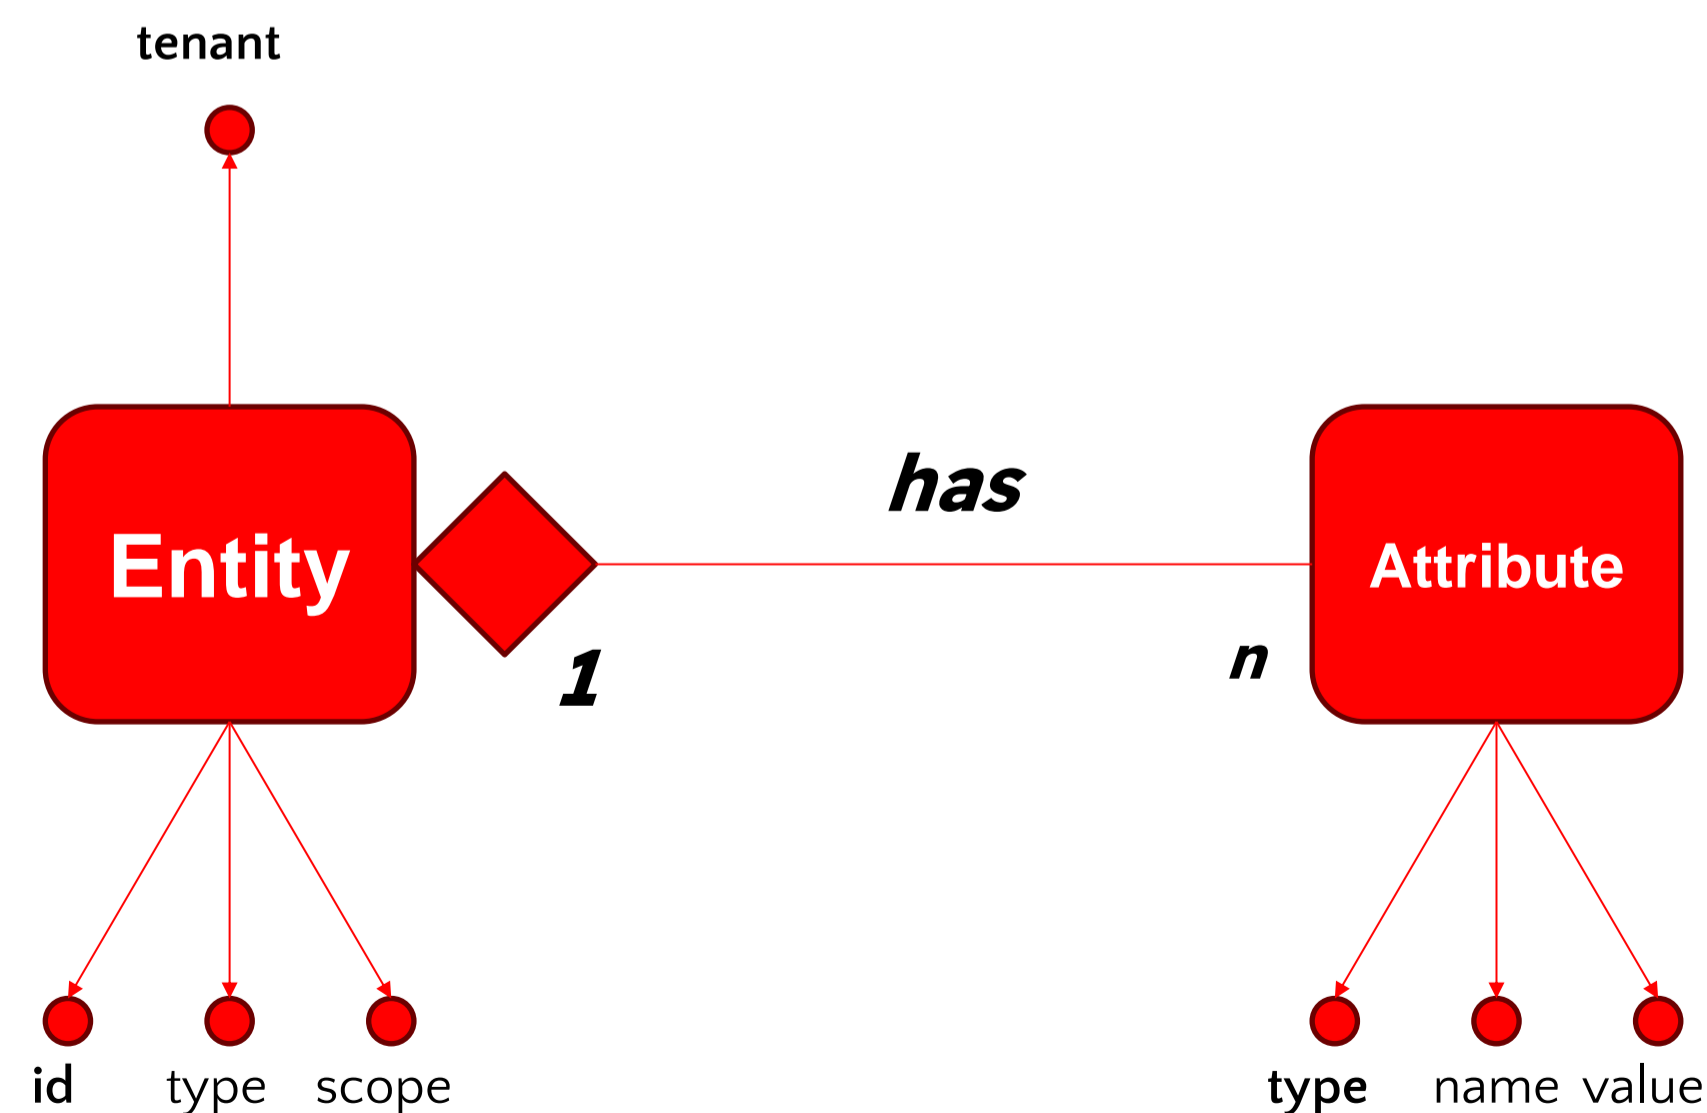 tenant
has
Entity
Attribute
1
n
id type scope
type name value